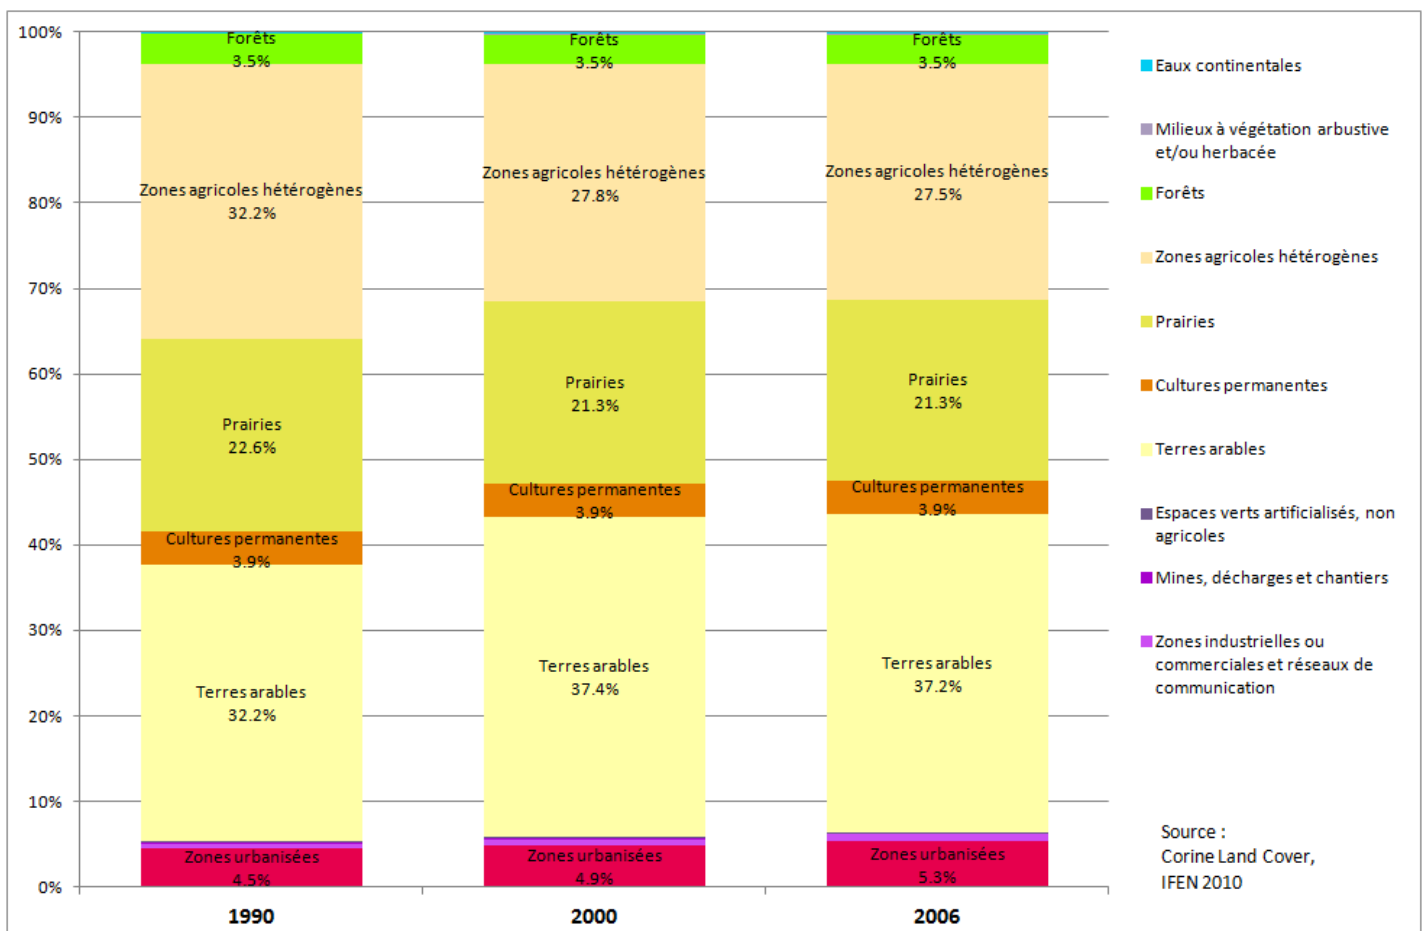 100%
90%
80%
70%
60%
50%
40%
30%
20%
10%
0%
Forêts
3.5%
Zones agricoles hétérogènes
32.2%
Prairies
22.6%
Cultures permanentes
3.9%
Terres arables
32.2%
Zones urbanisées
4.5%
1990
Forêts
3.5%
Zones agricoles hétérogènes
27.8%
Prairies
21.3%
Cultures permanentes
3.9%
Terres arables
37.4%
Zones urbanisées
4.9%
2000
Forêts
3.5%
Zones agricoles hétérogènes
27.5%
Prairies
21.3%
Cultures permanentes
3.9%
Terres arables
37.2%
Zones urbanisées
5.3%
2006
Eaux continentales
Milieux à végétation arbustive
et/ou herbacée
Forêts
Zones agricoles hétérogènes
Prairies
Cultures permanentes
Terres arables
Espaces verts artificialisés, non
agricoles
Mines, décharges et chantiers
Zones industrielles ou
commerciales et réseaux de
communication
Source :
Corine Land Cover,
IFEN 2010